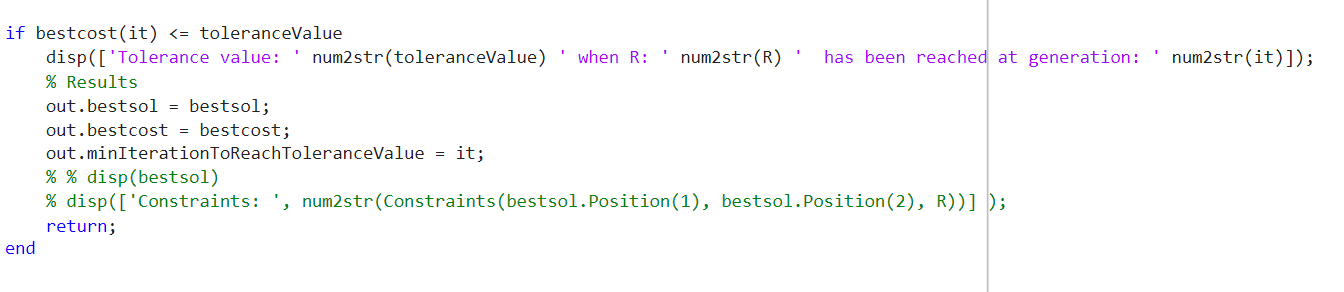 if bestcost(it) <= toleranceValue
    disp(['Tolerance value: ' num2str(toleranceValue) ' when R: ' num2str(R) '  has been reached at generation: ' num2str(it)]);
    % Results
    out.bestsol = bestsol;
    out.bestcost = bestcost;
    out.minIterationToReachToleranceValue = it;
    % % disp(bestsol)
    % disp(['Constraints: ', num2str(Constraints(bestsol.Position(1), bestsol.Position(2), R))] );
    return;
end